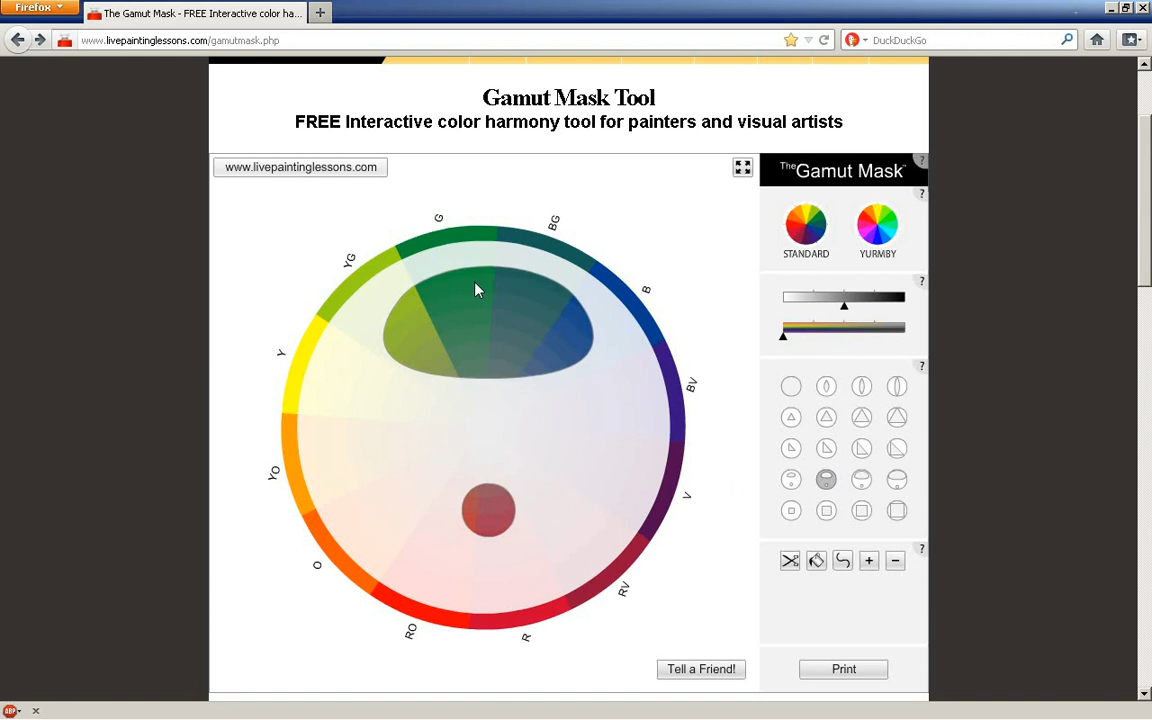 Firefox
The Gamut Mask - FREE Interactive color ha...
www.livepaintinglessons.com/gamutmask.php
DuckDuckGo
Gamut Mask Tool
FREE Interactive color harmony tool for painters and visual artists
www.livepaintinglessons.com
The Gamut Mask™
?
?
STANDARD
YURMBY
?
?
?
G
BG
YG
B
Y
BV
YO
V
O
RV
RO
R
Tell a Friend!
Print
ABP